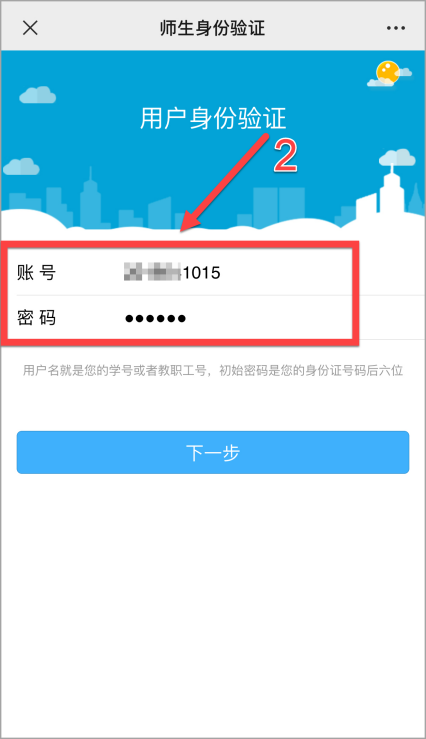 师生身份验证
用户身份验证
2
账 号 1015
密 码 ●●●●●●
用户名就是您的学号或者教职工号，初始密码是您的身份证号码后六位
下一步